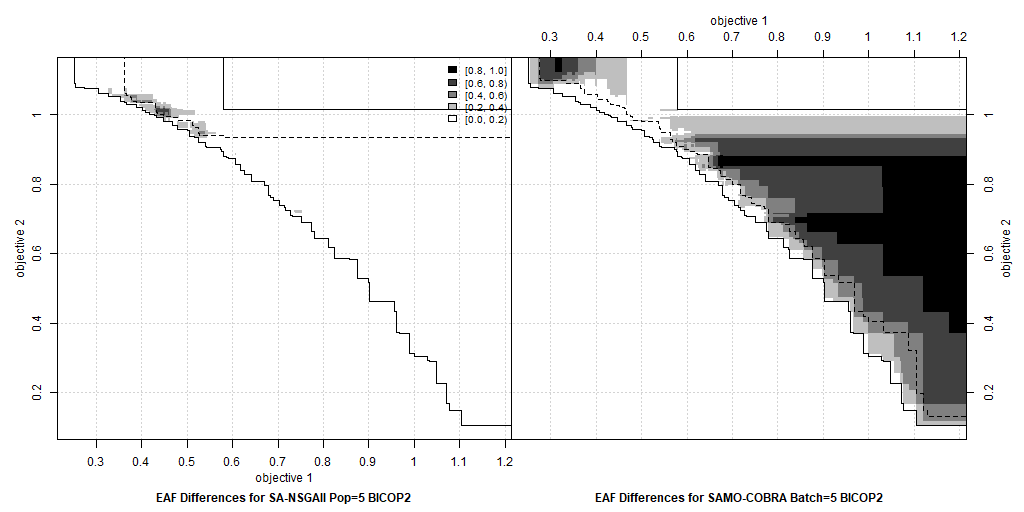 objective 1
0.3 0.4 0.5 0.6 0.7 0.8 0.9 1 1.1 1.2
[0.8, 1.0]
[0.6, 0.8)
[0.4, 0.6)
[0.2, 0.4)
[0.0, 0.2)
1
0.8
0.6
0.4
0.2
objective 2
1
0.8
0.6
0.4
0.2
objective 2
0.3 0.4 0.5 0.6 0.7 0.8 0.9 1 1.1 1.2
objective 1
EAF Differences for SA-NSGAII Pop=5 BICOP2
EAF Differences for SAMO-COBRA Batch=5 BICOP2